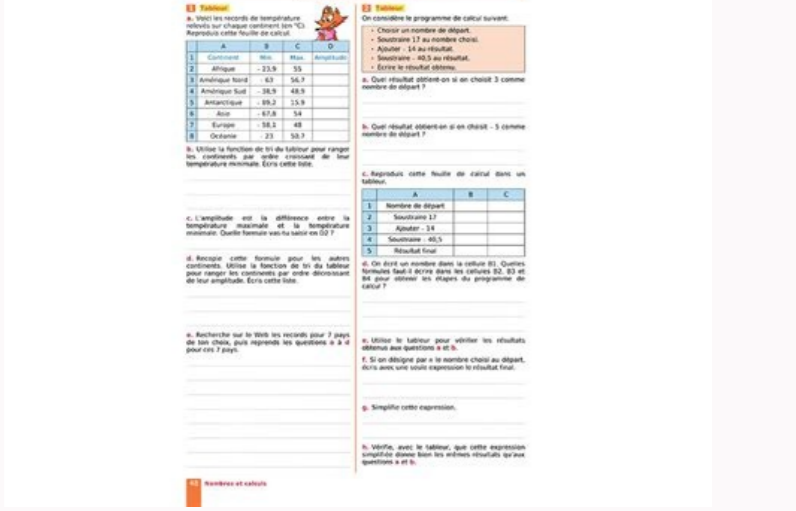 1 Tableur
a. Voici les records de température
relevés sur chaque continent (en °C).
Reproduis cette feuille de calcul.
A B C D
1 Continent Min. Max. Amplitude
2 Afrique - 23,9 55
3 Amérique Nord - 63 56,7
4 Amérique Sud - 38,9 48,9
5 Antarctique - 89,2 15,9
6 Asie - 67,8 54
7 Europe - 58,1 48
8 Océanie - 23 50,7
b. Utilise la fonction de tri du tableur pour ranger
les continents par ordre croissant de leur
température minimale. Écris cette liste.
c. L'amplitude est la différence entre la
température maximale et la température
minimale. Quelle formule vas-tu saisir en D2 ?
d. Recopie cette formule pour les autres
continents. Utilise la fonction de tri du tableur
pour ranger les continents par ordre décroissant
de leur amplitude. Écris cette liste.
e. Recherche sur le Web les records pour 7 pays
de ton choix, puis reprends les questions a à d
pour ces 7 pays.
2 Tableur
On considère le programme de calcul suivant.
• Choisir un nombre de départ.
• Soustraire 17 au nombre choisi.
• Ajouter - 14 au résultat.
• Soustraire - 40,5 au résultat.
• Écrire le résultat obtenu.
a. Quel résultat obtient-on si on choisit 3 comme
nombre de départ ?
b. Quel résultat obtient-on si on choisit - 5 comme
nombre de départ ?
c. Reproduis cette feuille de calcul dans un
tableur.
A B C
1 Nombre de départ
2 Soustraire 17
3 Ajouter - 14
4 Soustraire - 40,5
5 Résultat final
d. On écrit un nombre dans la cellule B1. Quelles
formules faut-il écrire dans les cellules B2, B3 et
B4 pour obtenir les étapes du programme de
calcul ?
e. Utilise le tableur pour vérifier les résultats
obtenus aux questions a et b.
f. Si on désigne par x le nombre choisi au départ,
écris avec une seule expression le résultat final.
g. Simplifie cette expression.
h. Vérifie, avec le tableur, que cette expression
simplifiée donne bien les mêmes résultats qu'aux
questions a et b.
Nombres et calculs